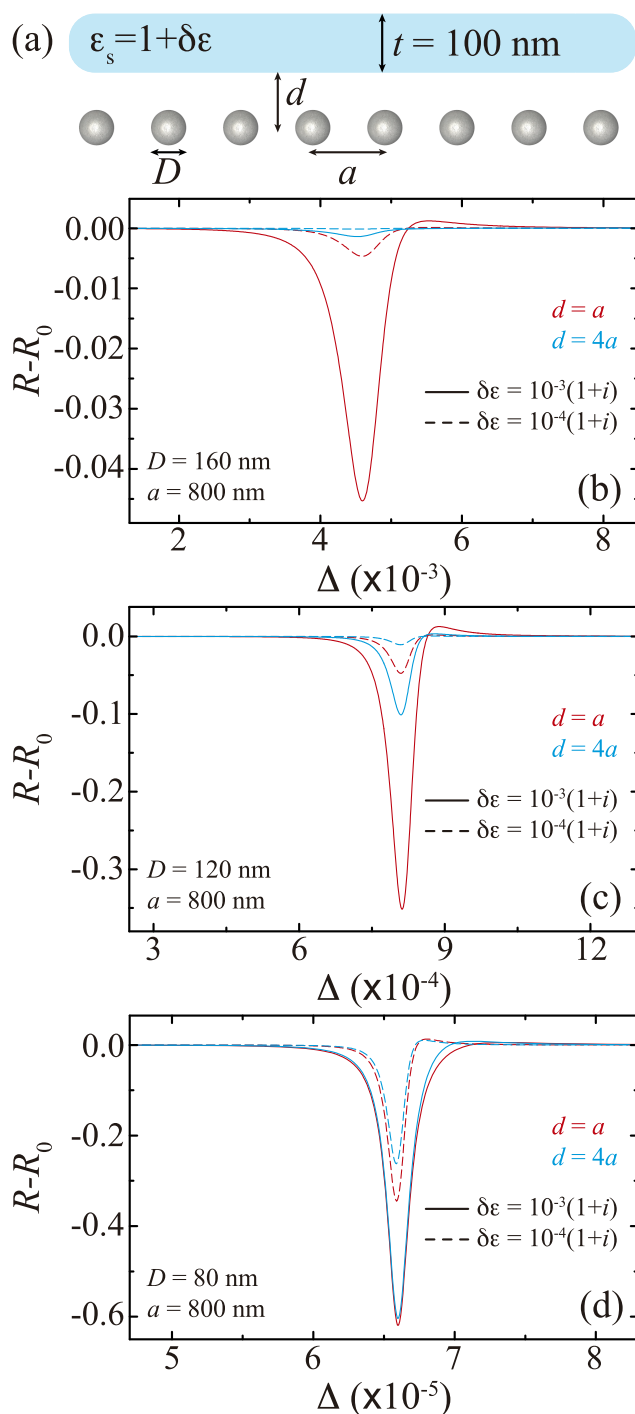 (a)
εs=1+δε
t = 100 nm
d
D
a
0.00
-0.01
-0.02
-0.03
-0.04
R-R0
d = a
d = 4a
δε = 10-3(1+i)
δε = 10-4(1+i)
D = 160 nm
a = 800 nm
(b)
2 4 6 8
Δ (x10-3)
0.0
-0.1
-0.2
-0.3
R-R0
d = a
d = 4a
δε = 10-3(1+i)
δε = 10-4(1+i)
D = 120 nm
a = 800 nm
(c)
3 6 9 12
Δ (x10-4)
0.0
-0.2
-0.4
-0.6
R-R0
d = a
d = 4a
δε = 10-3(1+i)
δε = 10-4(1+i)
D = 80 nm
a = 800 nm
(d)
5 6 7 8
Δ (x10-5)